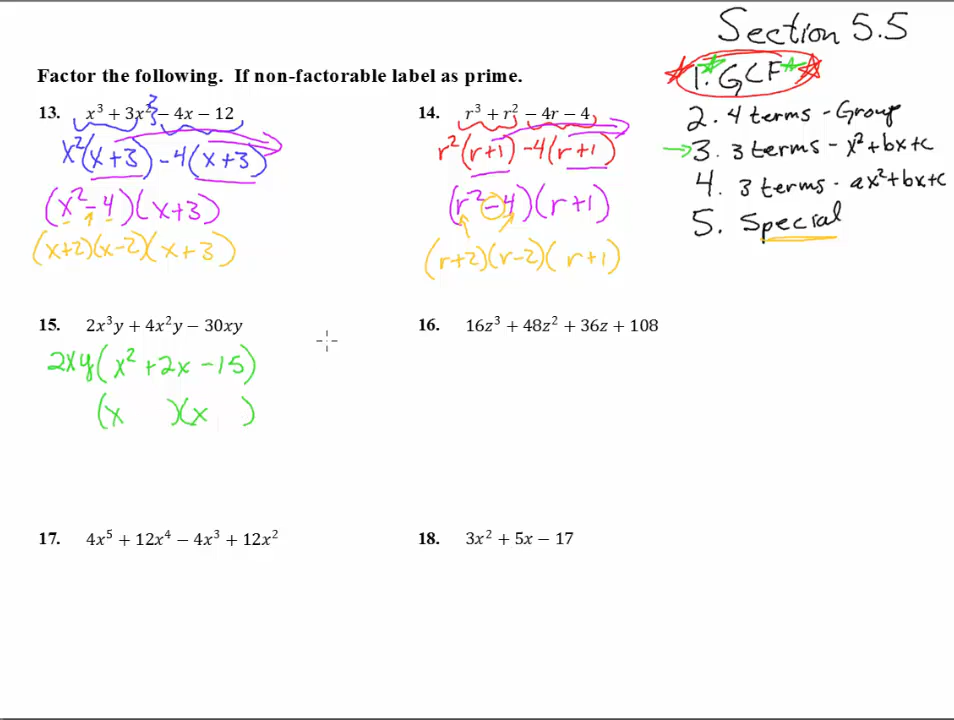 Section 5.5
Factor the following. If non-factorable label as prime.
1. GCF
2. 4 terms - Group
3. 3 terms - x² + bx + c
4. 3 terms - ax² + bx + c
5. Special
13. x³ + 3x² − 4x − 12
x²(x+3) −4(x+3)
(x² − 4)(x+3)
(x+2)(x−2)(x+3)
14. r³ + r² − 4r − 4
r²(r+1) −4(r+1)
(r² − 4)(r+1)
(r+2)(r−2)(r+1)
15. 2x³y + 4x²y − 30xy
2xy(x² + 2x − 15)
(x )(x )
16. 16z³ + 48z² + 36z + 108
17. 4x⁵ + 12x⁴ − 4x³ + 12x²
18. 3x² + 5x − 17